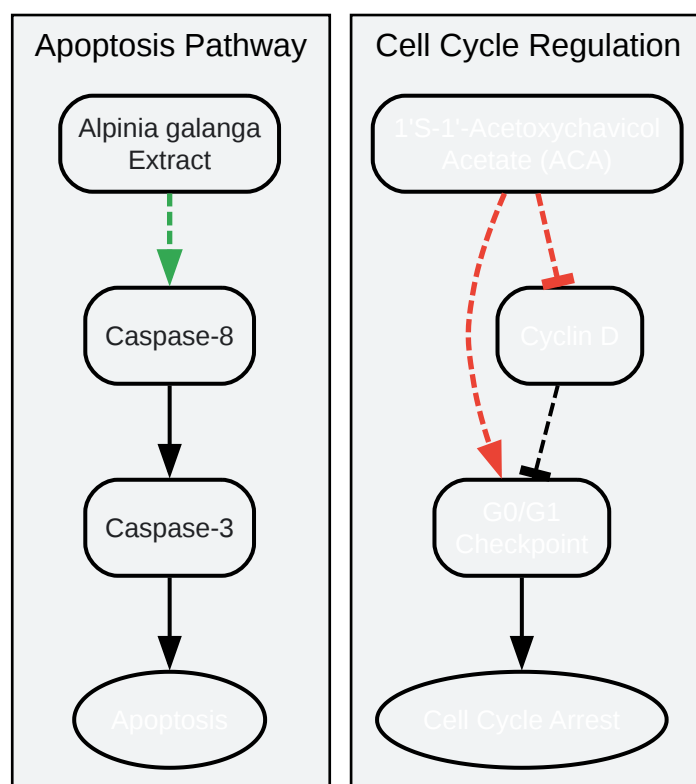 Apoptosis Pathway
Alpinia galanga
Extract
Caspase-8
Caspase-3
Apoptosis
Cell Cycle Regulation
1'S-1'-Acetoxychavicol
Acetate (ACA)
Cyclin D
G0/G1
Checkpoint
Cell Cycle Arrest